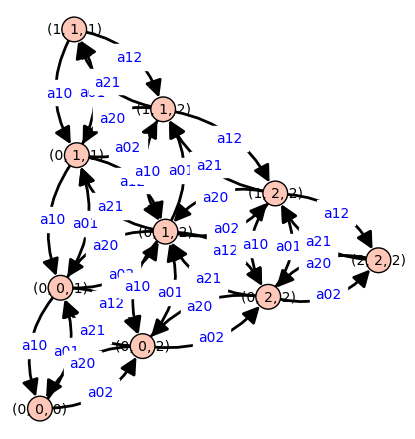 (1, 1, 1)
a12
a21
a10 a01
(1, 1, 2)
a20
a12
a02
(0, 1, 1)
a21
a10 a01
a12
(1, 2, 2)
a20
a21
a12
a10 a01
a02
(0, 1, 2)
a21
a20 a10 a01
a12
(2, 2, 2)
a20
a02
a21
(0, 0, 1) a10 a01
a02
(0, 2, 2)
a12
a20
a21
a02
a10 (0, 0, 2)
a01
a20
a02
(0, 0, 0)